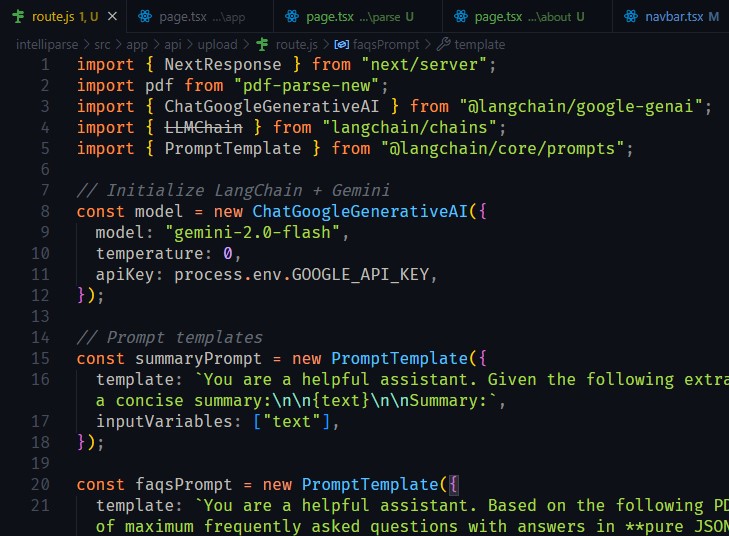 route.js 1, U × page.tsx ...\app page.tsx ...\parse U page.tsx ...\about U navbar.tsx M
intelliparse > src > app > api > upload > route.js > faqsPrompt > template
1 import { NextResponse } from "next/server";
2 import pdf from "pdf-parse-new";
3 import { ChatGoogleGenerativeAI } from "@langchain/google-genai";
4 import { LLMChain } from "langchain/chains";
5 import { PromptTemplate } from "@langchain/core/prompts";
6
7 // Initialize LangChain + Gemini
8 const model = new ChatGoogleGenerativeAI({
9 model: "gemini-2.0-flash",
10 temperature: 0,
11 apiKey: process.env.GOOGLE_API_KEY,
12 });
13
14 // Prompt templates
15 const summaryPrompt = new PromptTemplate({
16 template: `You are a helpful assistant. Given the following extra
a concise summary:\n\n{text}\n\nSummary:`,
17 inputVariables: ["text"],
18 });
19
20 const faqsPrompt = new PromptTemplate({
21 template: `You are a helpful assistant. Based on the following PD
of maximum frequently asked questions with answers in **pure JSON